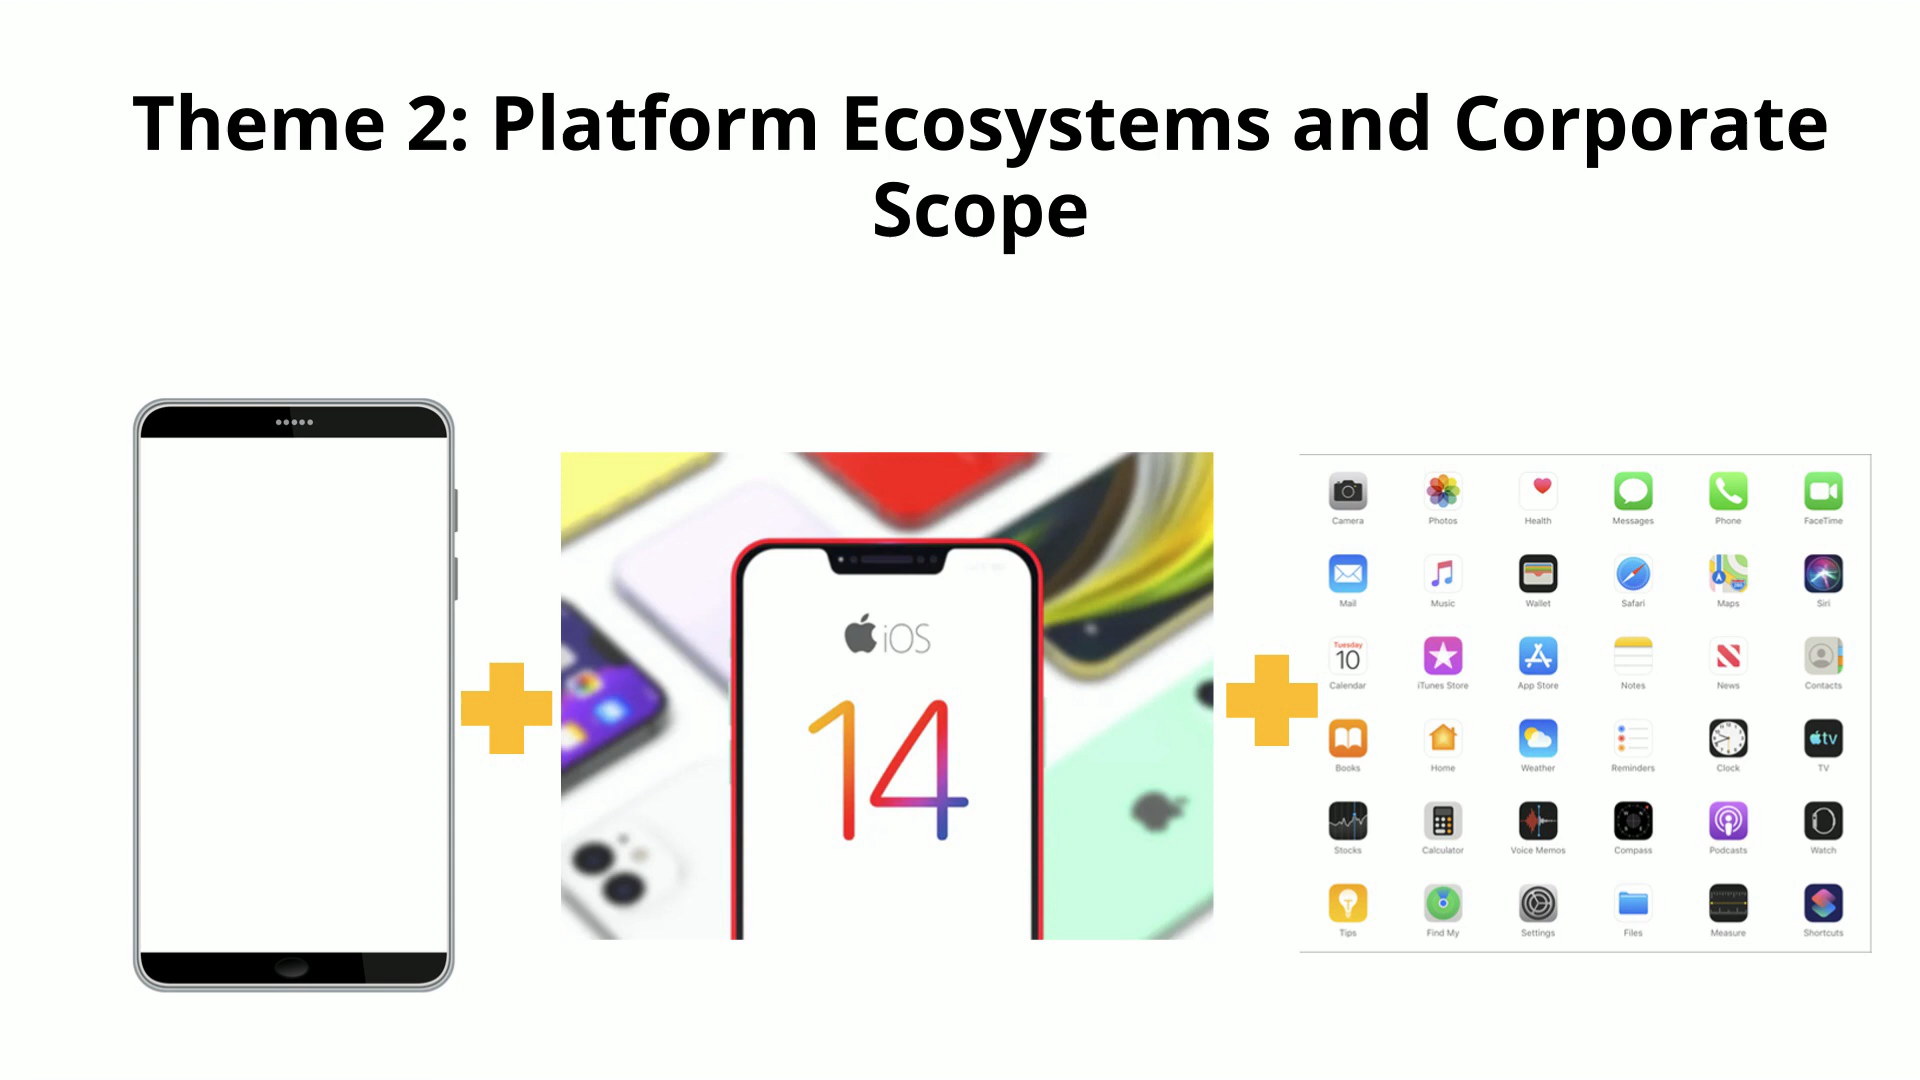 Theme 2: Platform Ecosystems and Corporate
Scope
iOS
14
Camera Photos Health Messages Phone FaceTime
Mail Music Wallet Safari Maps Siri
Tuesday
10
Calendar iTunes Store App Store Notes News Contacts
tv
Books Home Weather Reminders Clock TV
Stocks Calculator Voice Memos Compass Podcasts Watch
Tips Find My Settings Files Measure Shortcuts